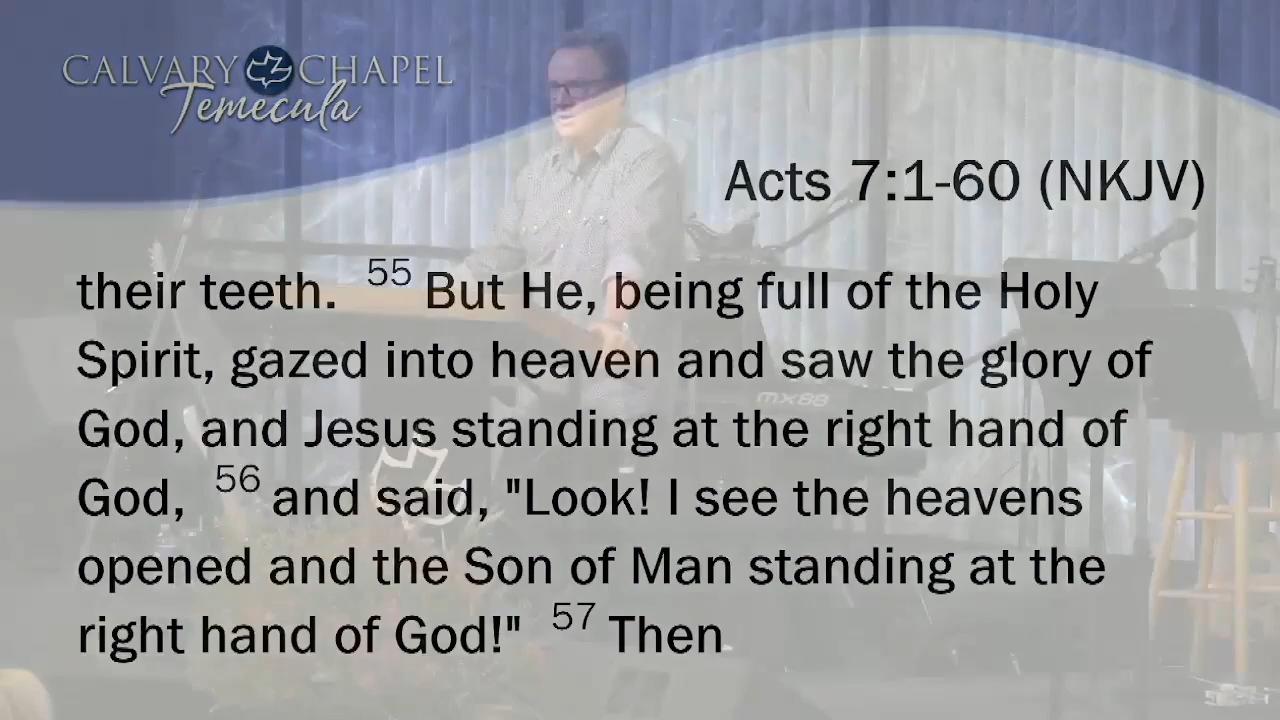 CALVARY CHAPEL
Temecula
Acts 7:1-60 (NKJV)
their teeth. 55 But He, being full of the Holy
Spirit, gazed into heaven and saw the glory of
God, and Jesus standing at the right hand of
God, 56 and said, "Look! I see the heavens
opened and the Son of Man standing at the
right hand of God!" 57 Then
mx88